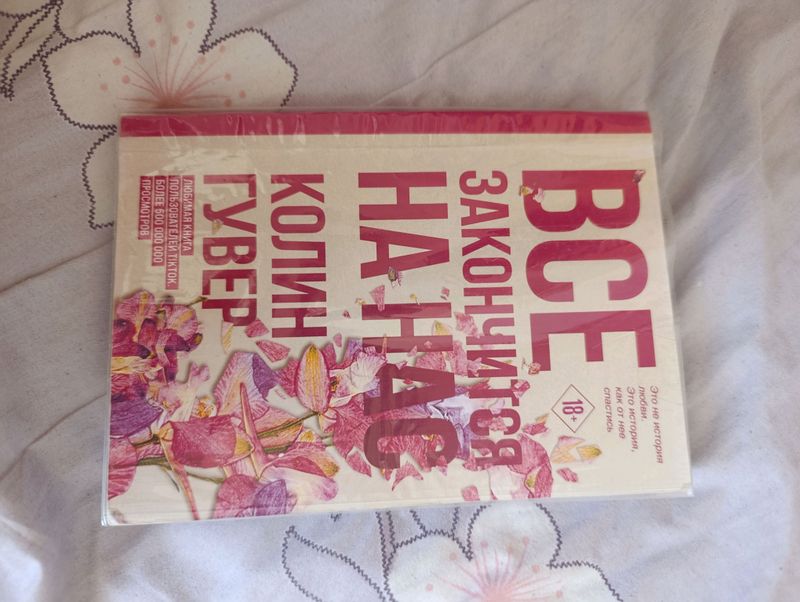 ВСЕ
ЗАКОНЧИТСЯ
НА НАС
КОЛИН
ГУВЕР
Это не история
любви.
Это история,
как от нее
спастись
18+
ЛЮБИМАЯ КНИГА
ПОЛЬЗОВАТЕЛЕЙ TIKTOK
БОЛЕЕ 600 000 000
ПРОСМОТРОВ